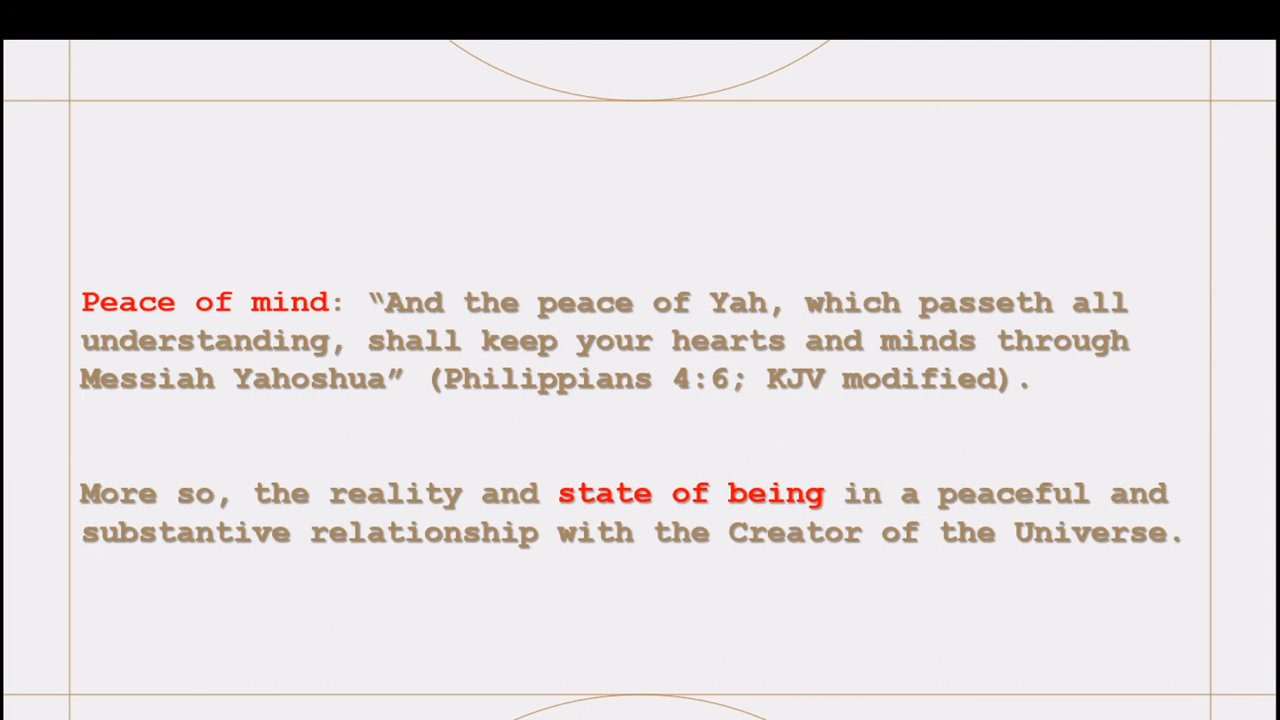 Peace of mind: “And the peace of Yah, which passeth all
understanding, shall keep your hearts and minds through
Messiah Yahoshua” (Philippians 4:6; KJV modified).
More so, the reality and state of being in a peaceful and
substantive relationship with the Creator of the Universe.